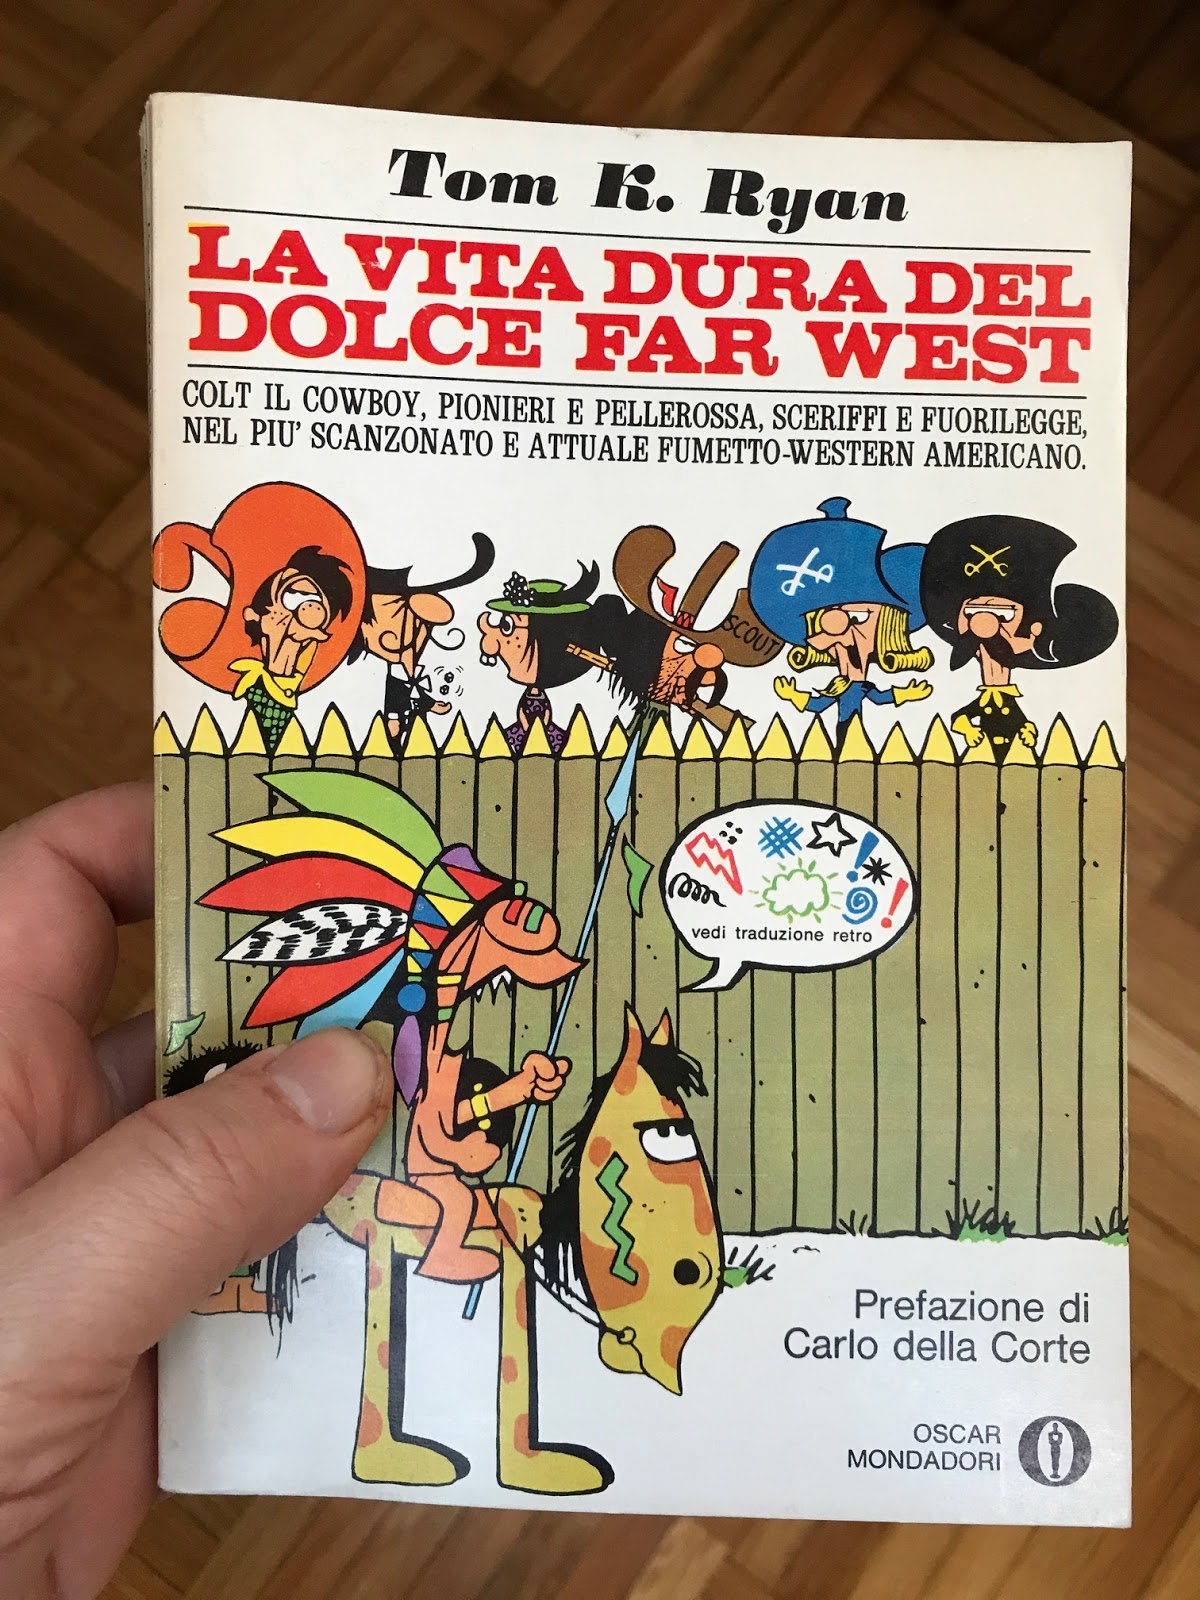 Tom K. Ryan
LA VITA DURA DEL
DOLCE FAR WEST
COLT IL COWBOY, PIONIERI E PELLEROSSA, SCERIFFI E FUORILEGGE,
NEL PIU' SCANZONATO E ATTUALE FUMETTO-WESTERN AMERICANO.
SCOUT
vedi traduzione retro
Prefazione di
Carlo della Corte
OSCAR
MONDADORI